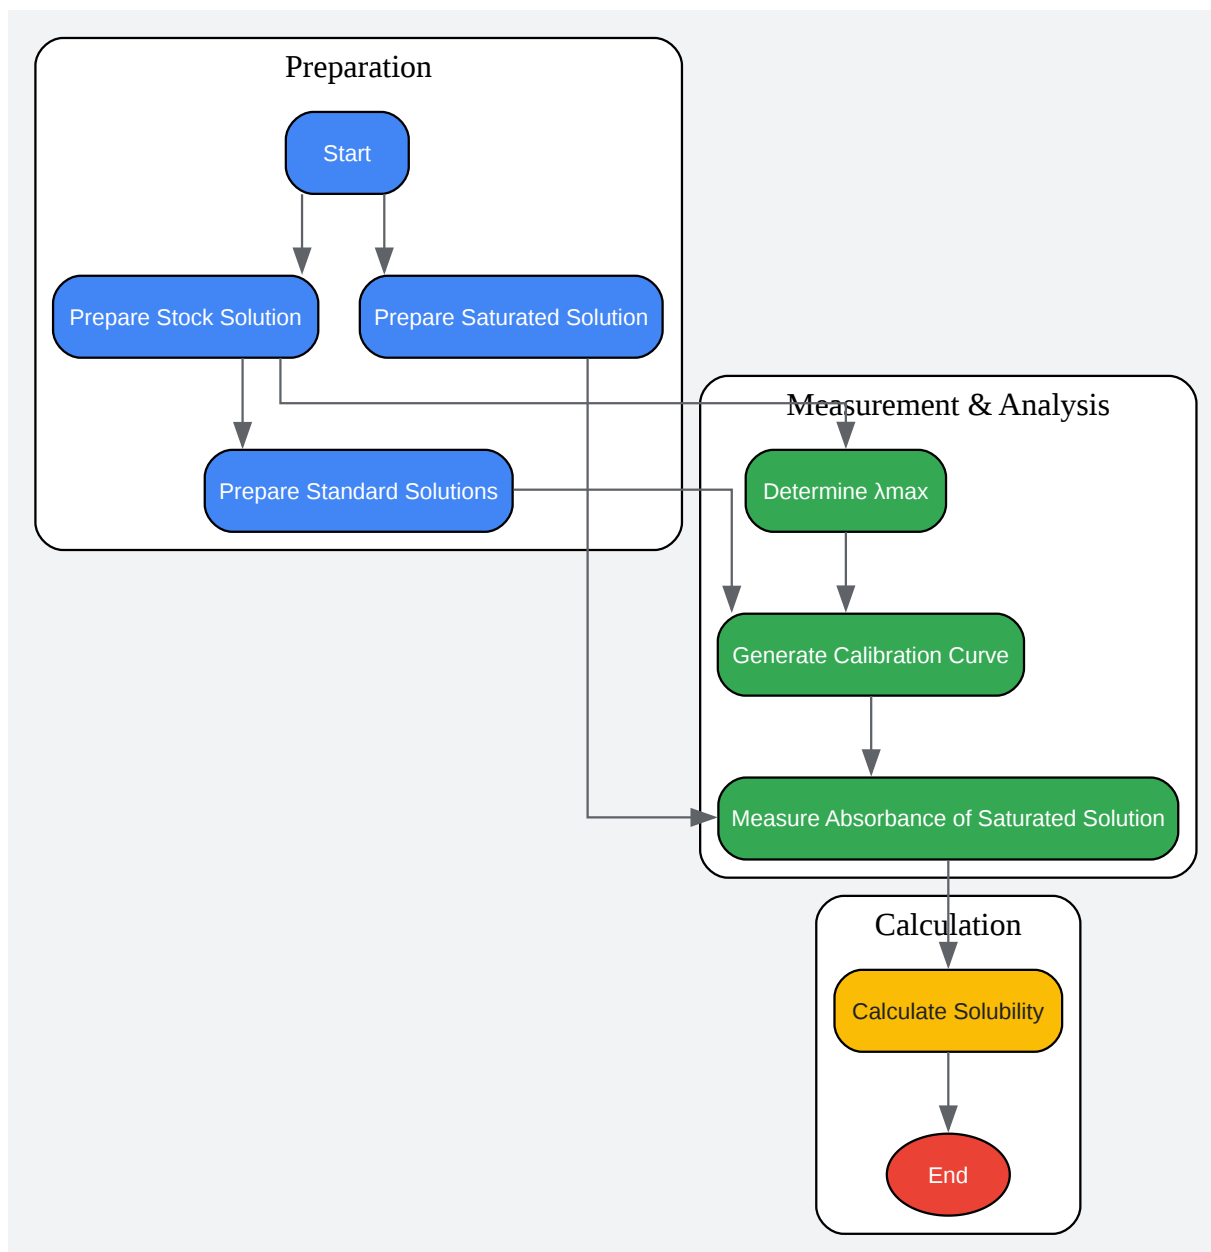 Preparation
Start
Prepare Stock Solution
Prepare Saturated Solution
Measurement & Analysis
Prepare Standard Solutions
Determine λmax
Generate Calibration Curve
Measure Absorbance of Saturated Solution
Calculation
Calculate Solubility
End